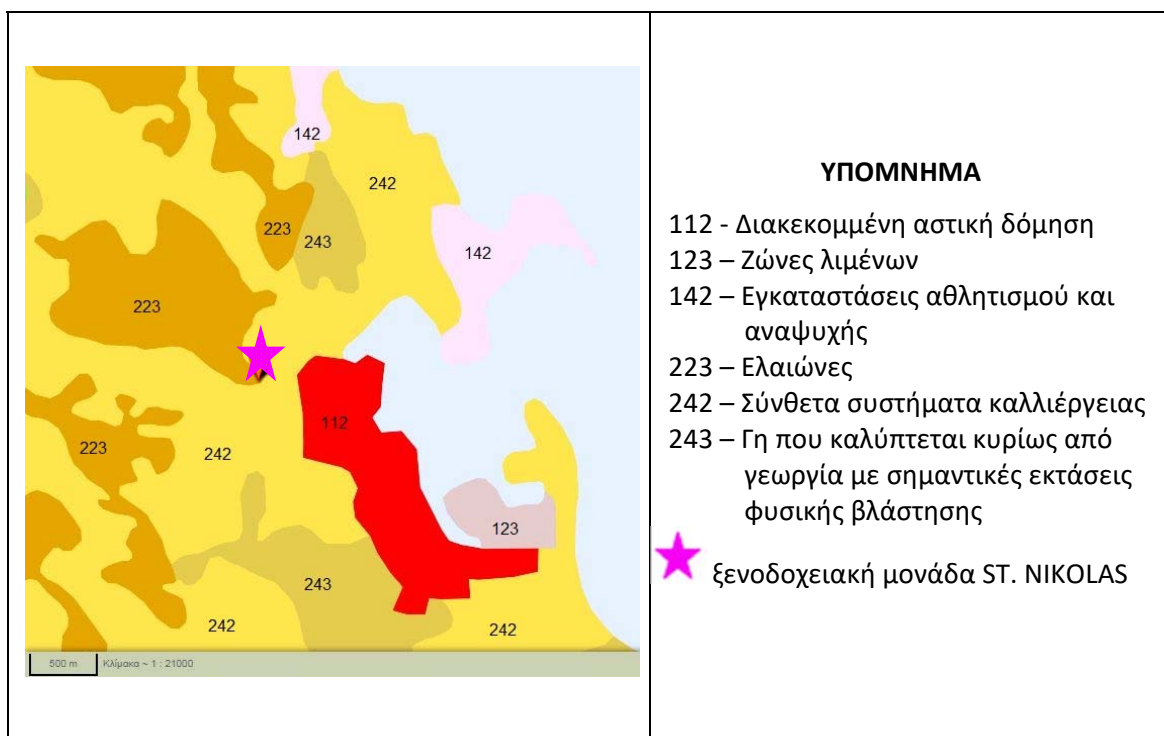 142
242
223
243
142
223
112
223
242
123
243
242
242
500 m
Κλίμακα ~ 1 : 21000
ΥΠΟΜΝΗΜΑ
112 - Διακεκομμένη αστική δόμηση
123 – Ζώνες λιμένων
142 – Εγκαταστάσεις αθλητισμού και
αναψυχής
223 – Ελαιώνες
242 – Σύνθετα συστήματα καλλιέργειας
243 – Γη που καλύπτεται κυρίως από
γεωργία με σημαντικές εκτάσεις
φυσικής βλάστησης
ξενοδοχειακή μονάδα ST. NIKOLAS